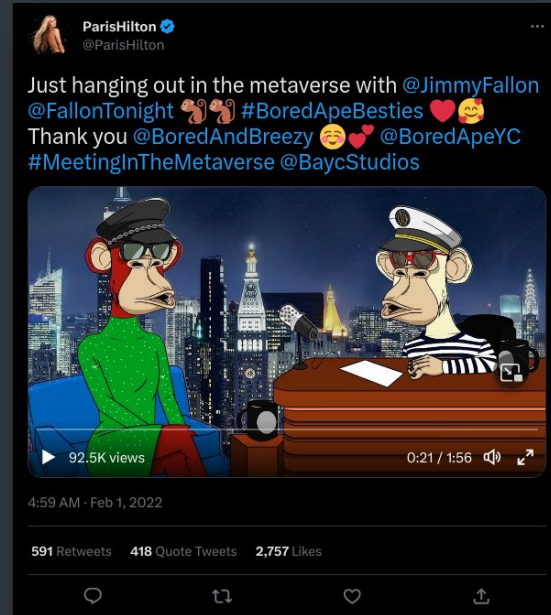 ParisHilton
@ParisHilton
Just hanging out in the metaverse with @JimmyFallon
@FallonTonight 🐒🐒 #BoredApeBesties ❤️🥰
Thank you @BoredAndBreezy ☺️💕 @BoredApeYC
#MeetingInTheMetaverse @BaycStudios
92.5K views
0:21 / 1:56
4:59 AM · Feb 1, 2022
591 Retweets 418 Quote Tweets 2,757 Likes